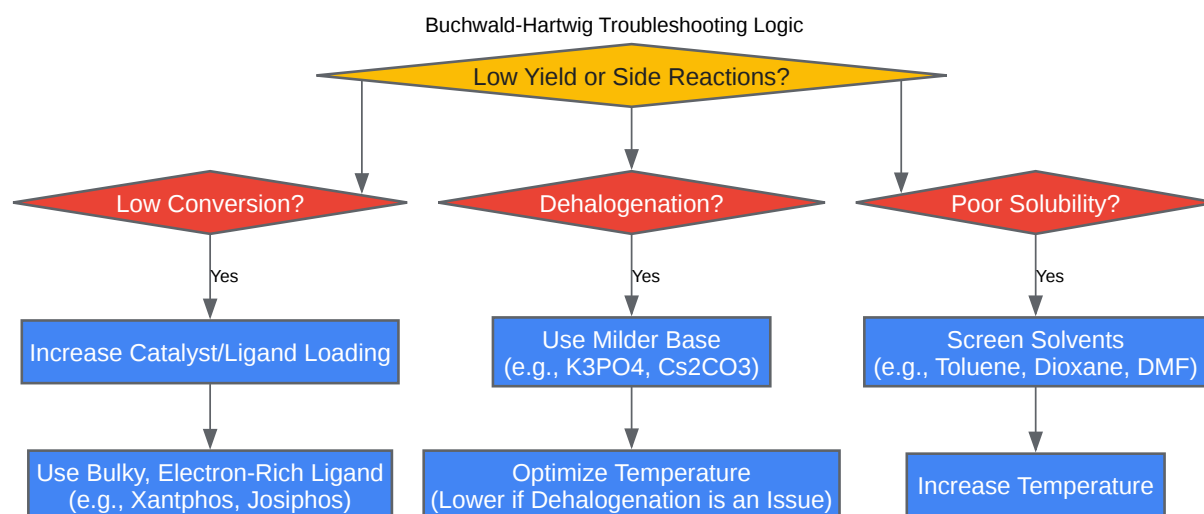 Buchwald-Hartwig Troubleshooting Logic
Low Yield or Side Reactions?
Low Conversion?
Dehalogenation?
Poor Solubility?
Yes
Yes
Yes
Increase Catalyst/Ligand Loading
Use Milder Base
(e.g., K3PO4, Cs2CO3)
Screen Solvents
(e.g., Toluene, Dioxane, DMF)
Use Bulky, Electron-Rich Ligand
(e.g., Xantphos, Josiphos)
Optimize Temperature
(Lower if Dehalogenation is an Issue)
Increase Temperature